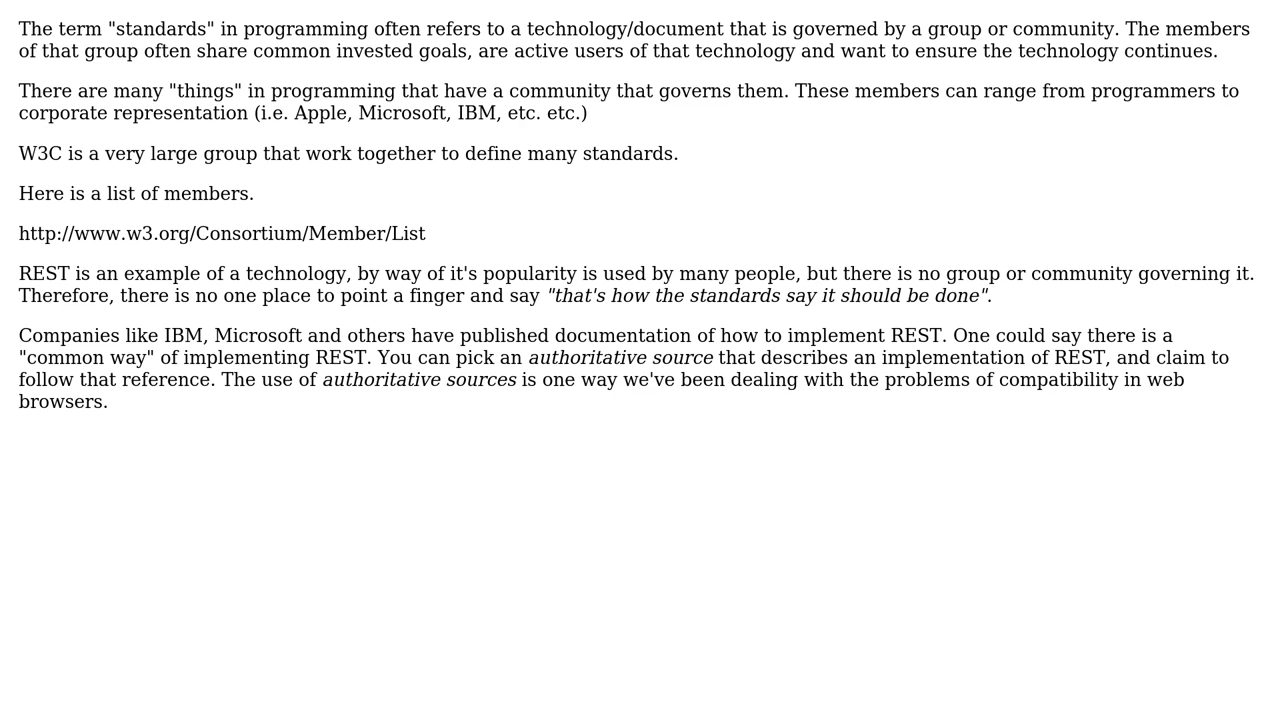 The term "standards" in programming often refers to a technology/document that is governed by a group or community. The members
of that group often share common invested goals, are active users of that technology and want to ensure the technology continues.
There are many "things" in programming that have a community that governs them. These members can range from programmers to
corporate representation (i.e. Apple, Microsoft, IBM, etc. etc.)
W3C is a very large group that work together to define many standards.
Here is a list of members.
http://www.w3.org/Consortium/Member/List
REST is an example of a technology, by way of it's popularity is used by many people, but there is no group or community governing it.
Therefore, there is no one place to point a finger and say "that's how the standards say it should be done".
Companies like IBM, Microsoft and others have published documentation of how to implement REST. One could say there is a
"common way" of implementing REST. You can pick an authoritative source that describes an implementation of REST, and claim to
follow that reference. The use of authoritative sources is one way we've been dealing with the problems of compatibility in web
browsers.